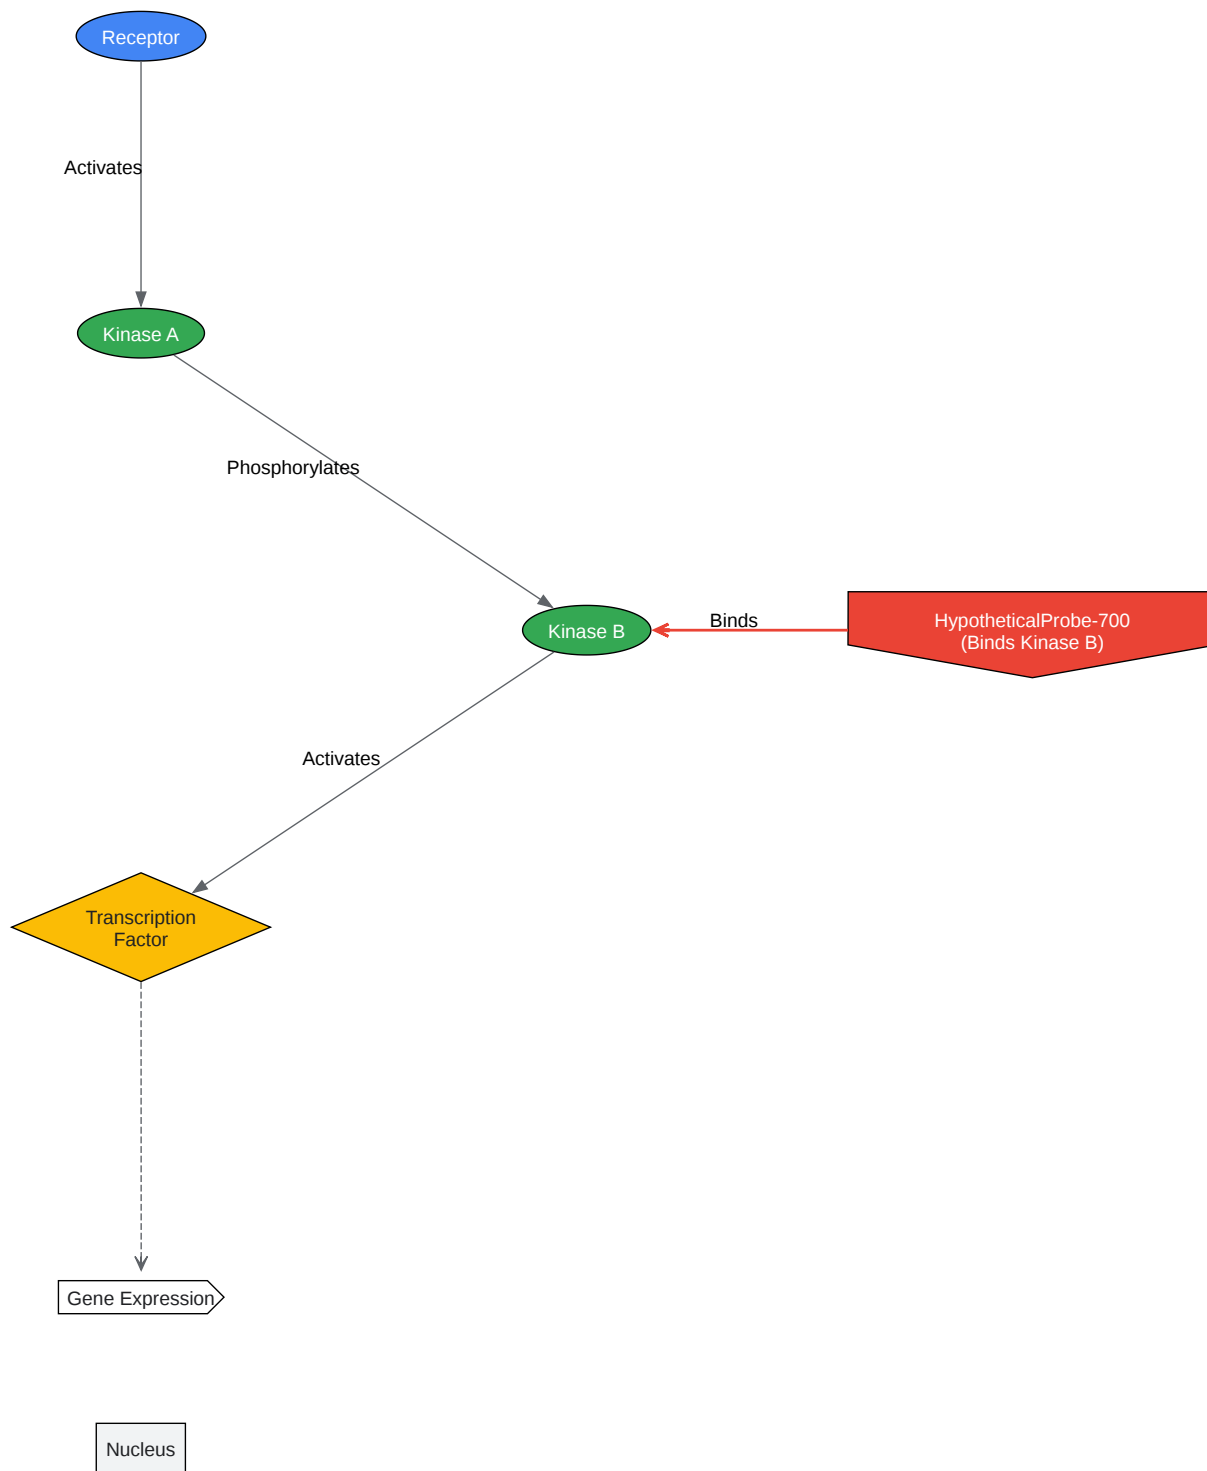 Receptor
Activates
Kinase A
Phosphorylates
Kinase B
Binds
HypotheticalProbe-700
(Binds Kinase B)
Activates
Transcription
Factor
Gene Expression
Nucleus